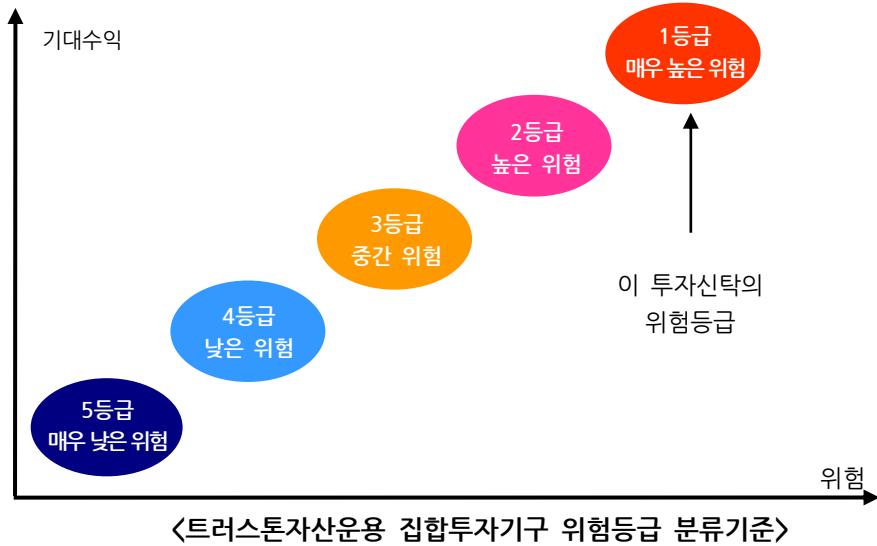 기대수익
1등급
매우 높은 위험
2등급
높은 위험
3등급
중간 위험
이 투자신탁의
위험등급
4등급
낮은 위험
5등급
매우 낮은 위험
위험
<트러스톤자산운용 집합투자기구 위험등급 분류기준>